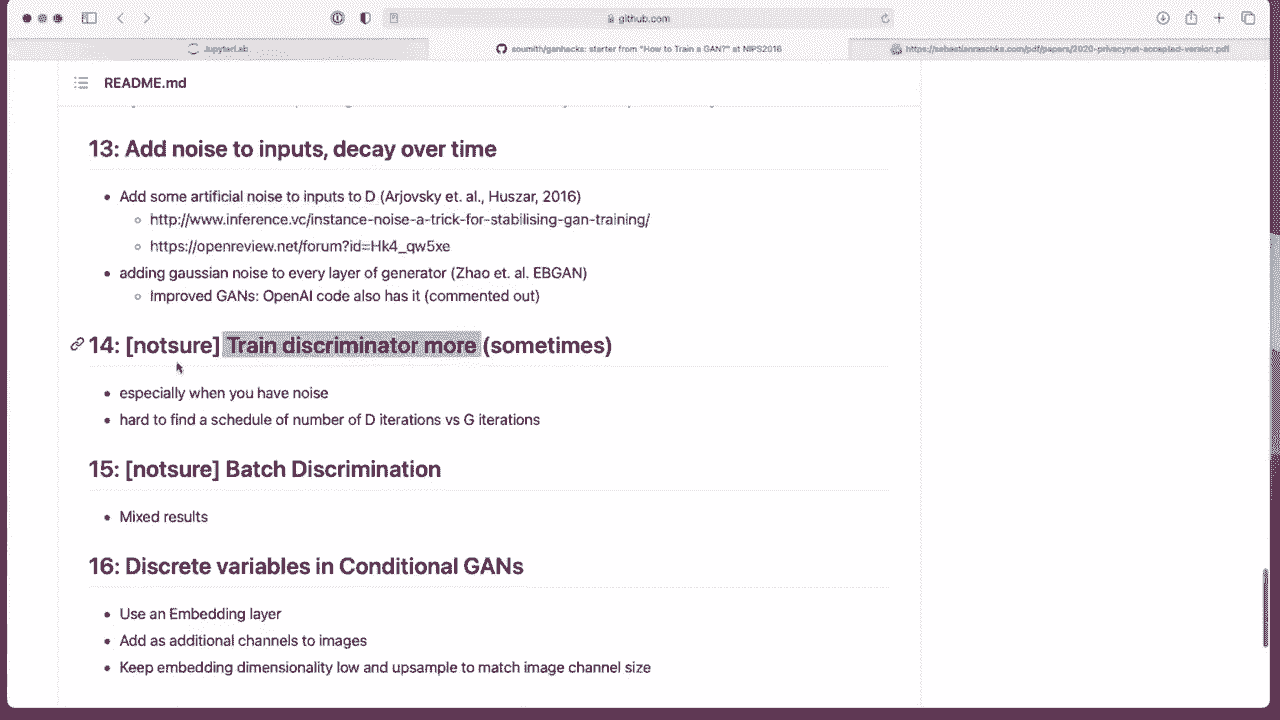 github.com
JupyterLab
soumith/ganhacks: starter from "How to Train a GAN?" at NIPS2016
https://sebastianraschka.com/pdf/papers/2020-privacynet-accepted-version.pdf
README.md
13: Add noise to inputs, decay over time
Add some artificial noise to inputs to D (Arjovsky et. al., Huszar, 2016)
http://www.inference.vc/instance-noise-a-trick-for-stabilising-gan-training/
https://openreview.net/forum?id=Hk4_qw5xe
adding gaussian noise to every layer of generator (Zhao et. al. EBGAN)
Improved GANs: OpenAI code also has it (commented out)
14: [notsure] Train discriminator more (sometimes)
especially when you have noise
hard to find a schedule of number of D iterations vs G iterations
15: [notsure] Batch Discrimination
Mixed results
16: Discrete variables in Conditional GANs
Use an Embedding layer
Add as additional channels to images
Keep embedding dimensionality low and upsample to match image channel size